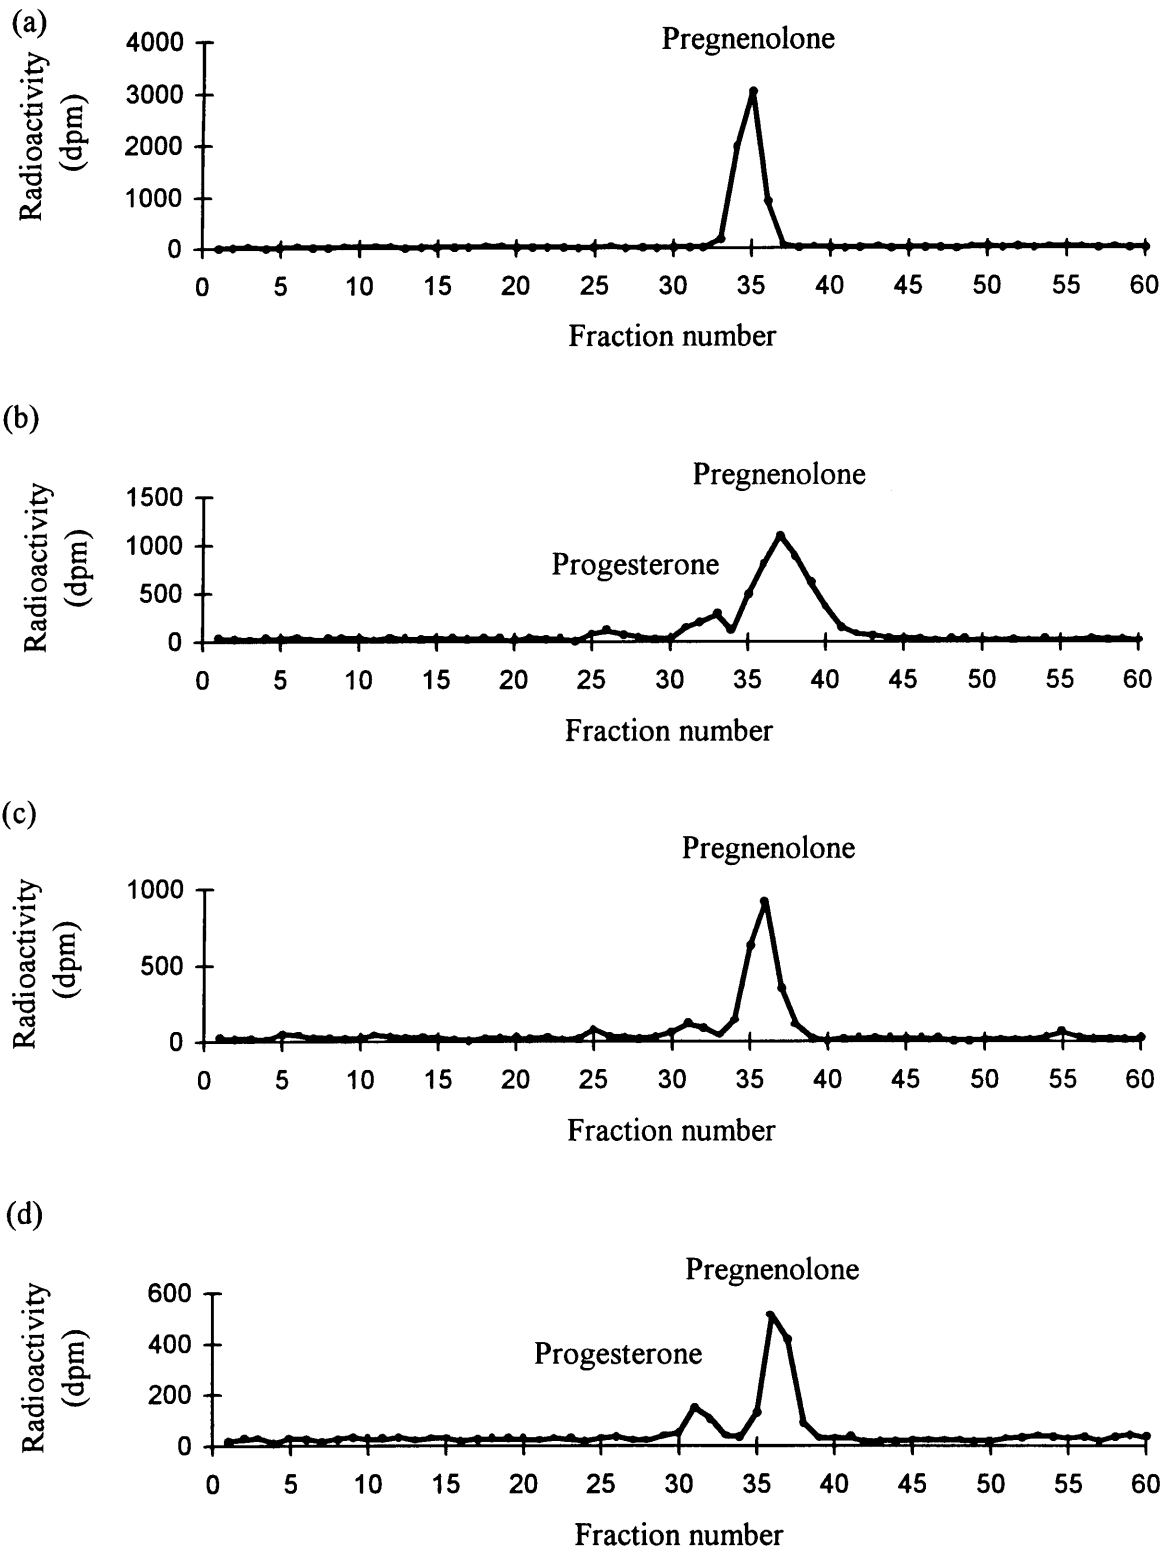 (a)
Pregnenolone
Radioactivity
(dpm)
4000
3000
2000
1000
0
0 5 10 15 20 25 30 35 40 45 50 55 60
Fraction number
(b)
Pregnenolone
Progesterone
Radioactivity
(dpm)
1500
1000
500
0
0 5 10 15 20 25 30 35 40 45 50 55 60
Fraction number
(c)
Pregnenolone
Radioactivity
(dpm)
1000
500
0
0 5 10 15 20 25 30 35 40 45 50 55 60
Fraction number
(d)
Pregnenolone
Progesterone
Radioactivity
(dpm)
600
400
200
0
0 5 10 15 20 25 30 35 40 45 50 55 60
Fraction number